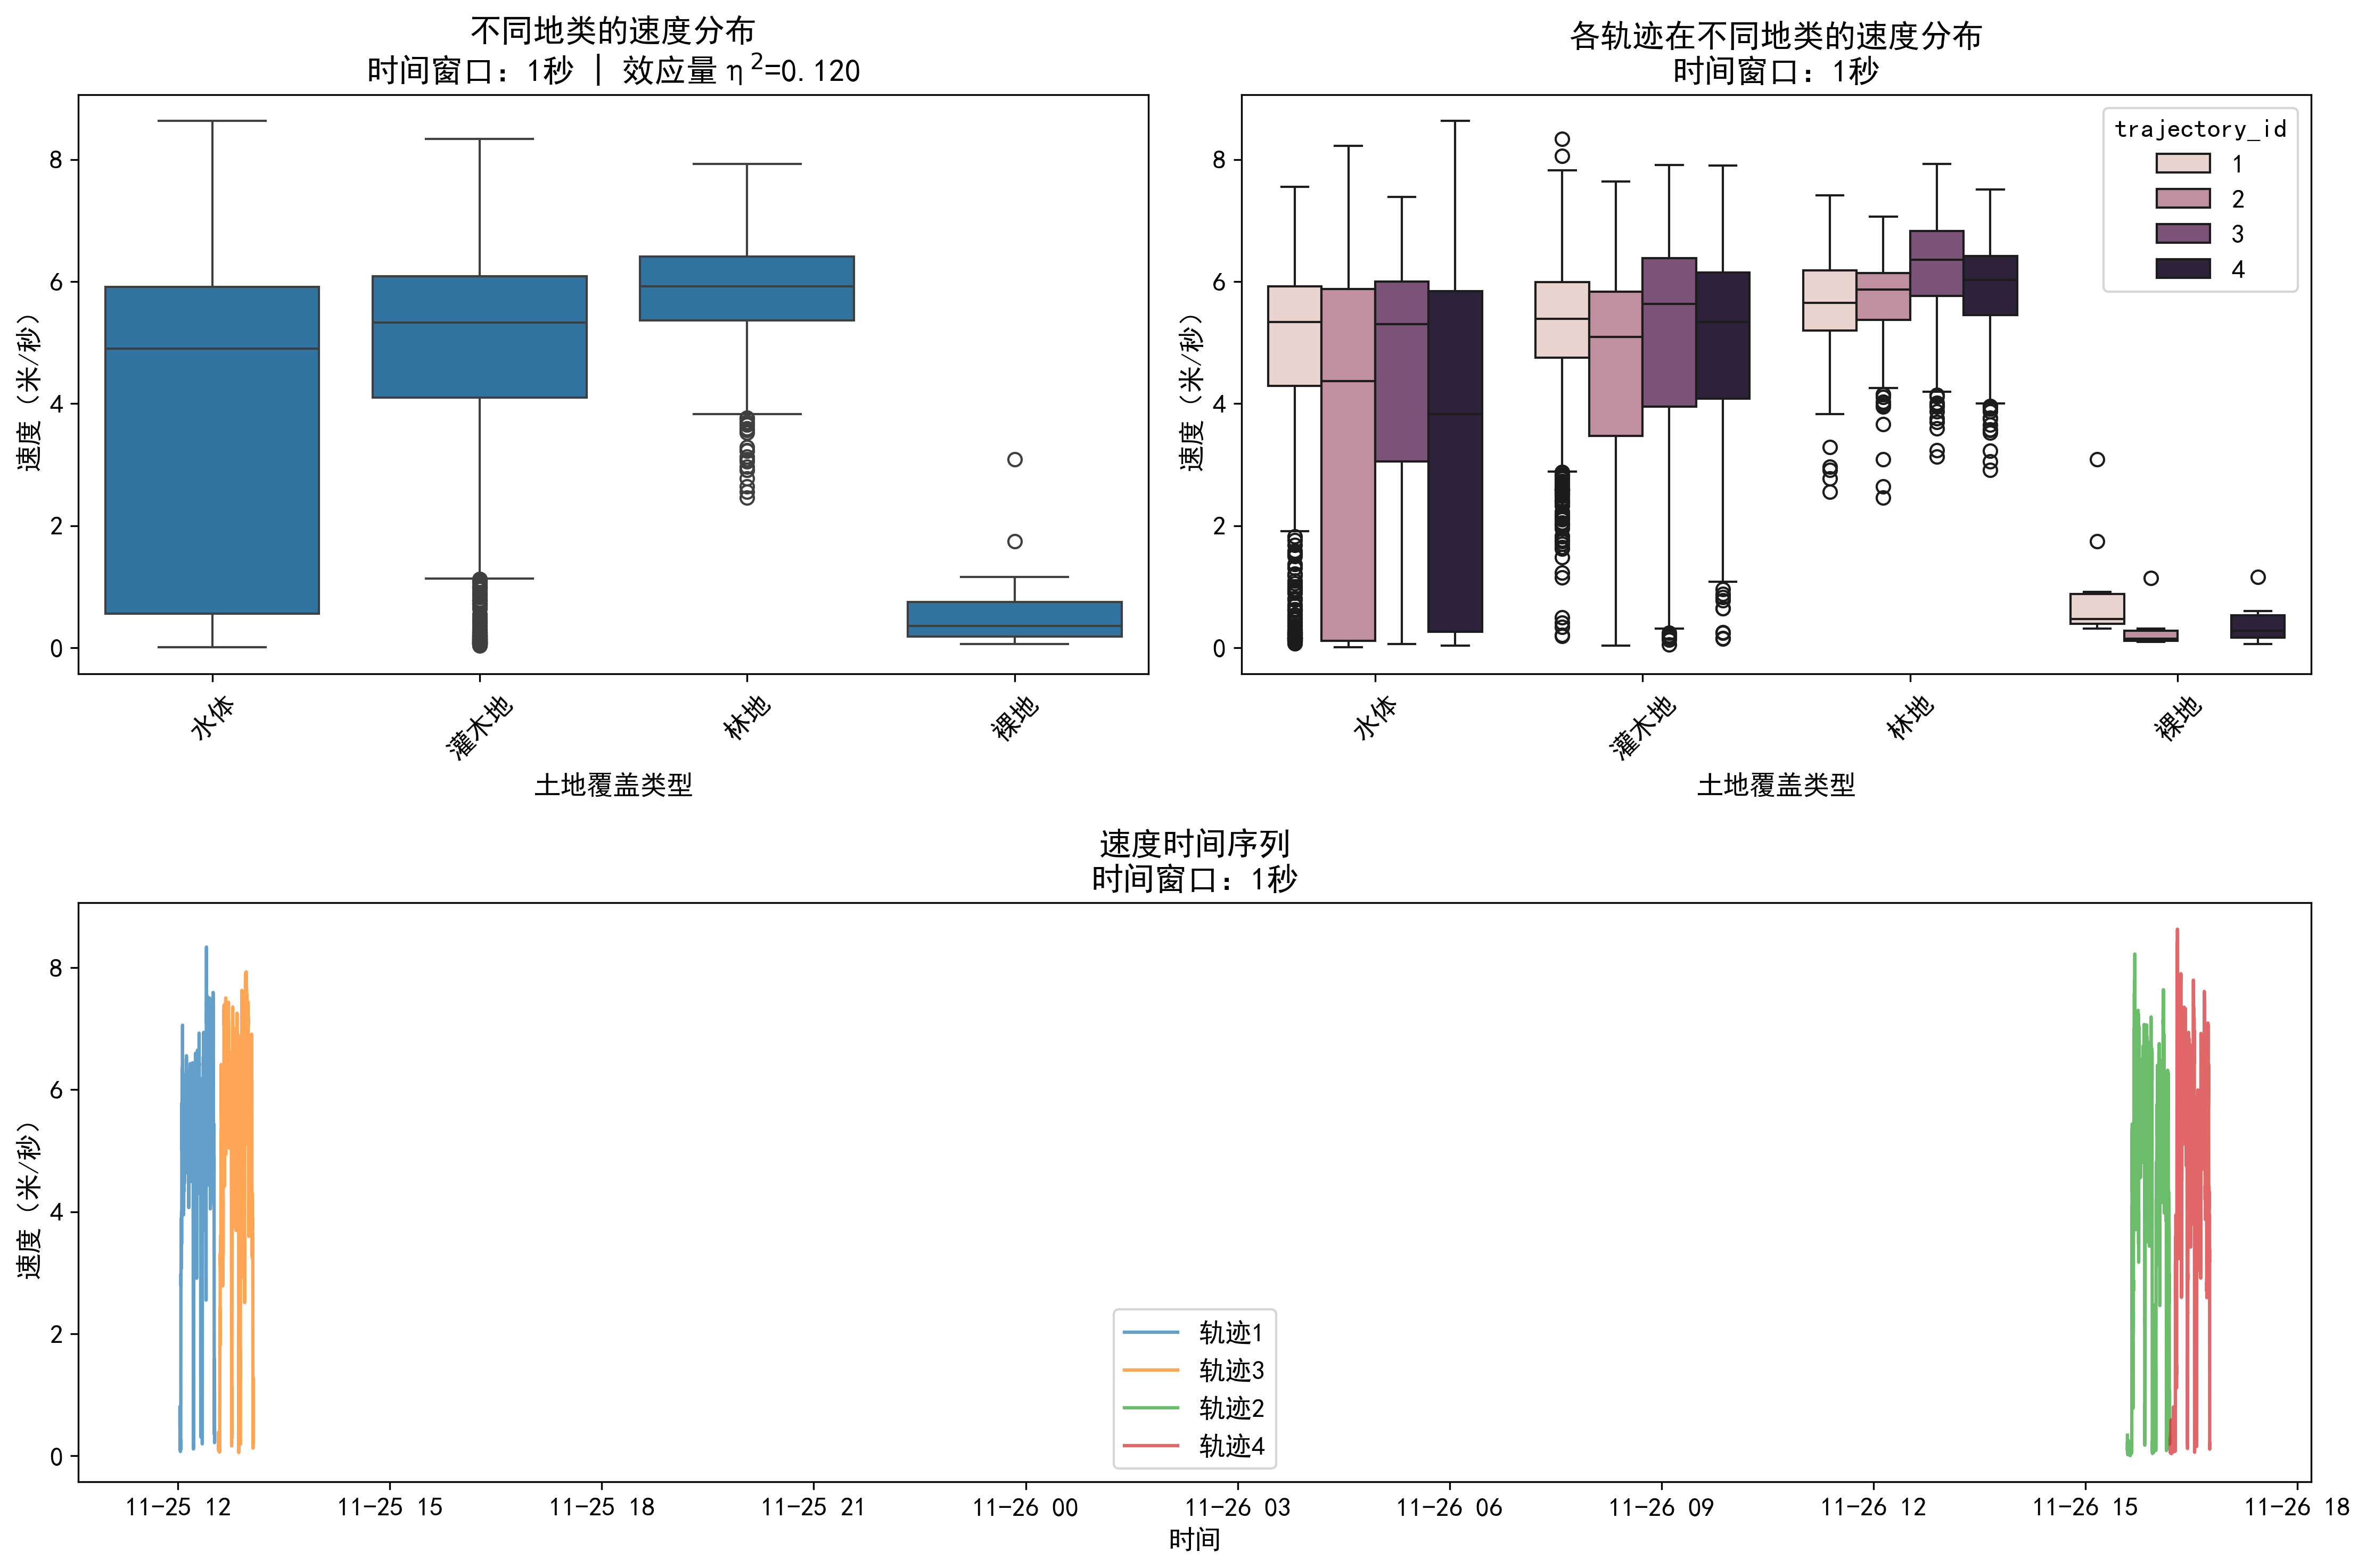 不同地类的速度分布
时间窗口：1秒 | 效应量 η²=0.120
速度（米/秒）
8
6
4
2
0
水体
灌木地
林地
裸地
土地覆盖类型
各轨迹在不同地类的速度分布
时间窗口：1秒
速度（米/秒）
8
6
4
2
0
trajectory_id
1
2
3
4
水体
灌木地
林地
裸地
土地覆盖类型
速度时间序列
时间窗口：1秒
速度（米/秒）
8
6
4
2
0
轨迹1
轨迹3
轨迹2
轨迹4
11-25 12
11-25 15
11-25 18
11-25 21
11-26 00
11-26 03
11-26 06
11-26 09
11-26 12
11-26 15
11-26 18
时间